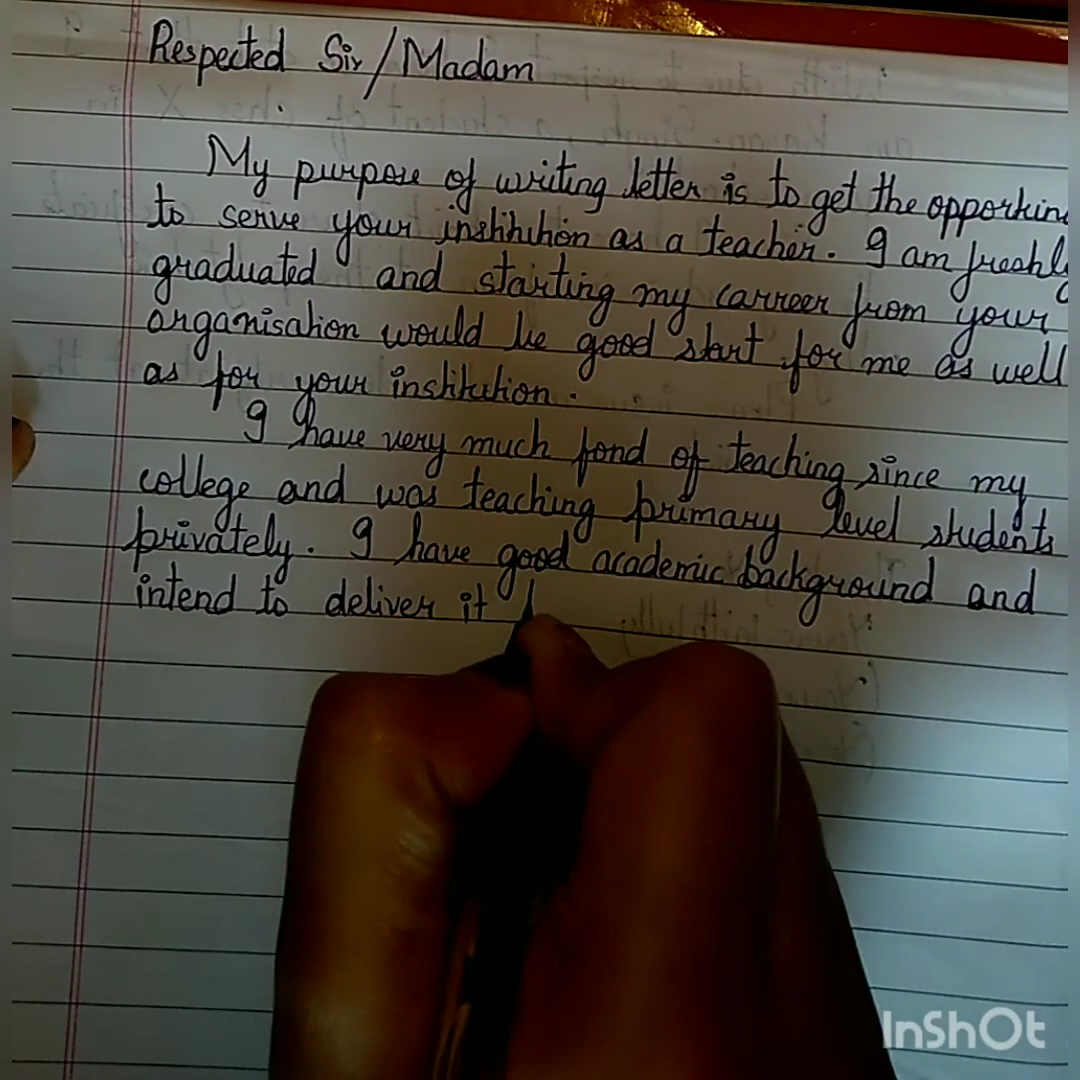 Respected Sir/Madam
My purpose of writing letter is to get the
to serve your institution as a teacher. I am freshly
graduated and starting my carreer from your
organisation would be good start for me as well
as for your institution.
I have very much fond of teaching since my
college and was teaching primary level students
privately. I have good academic background and
intend to deliver it
InShOt